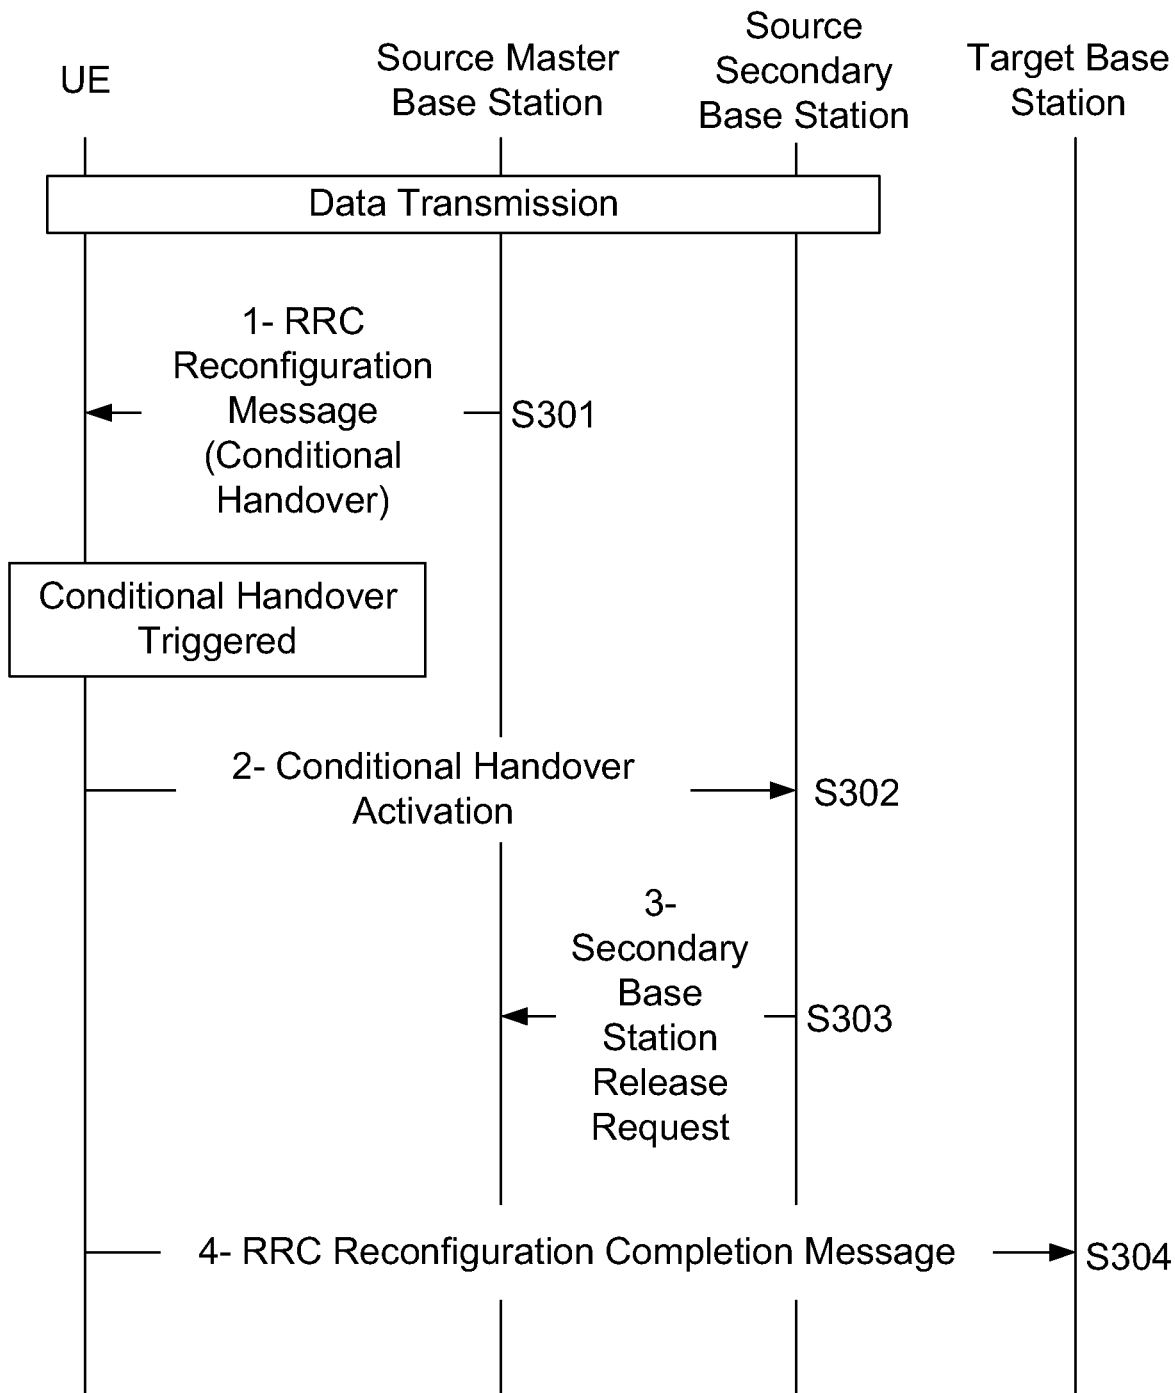 UE
Source Master
Base Station
Source
Secondary
Base Station
Target Base
Station
Data Transmission
1- RRC
Reconfiguration
Message
(Conditional
Handover)
S301
Conditional Handover
Triggered
2- Conditional Handover
Activation
S302
3-
Secondary
Base
Station
Release
Request
S303
4- RRC Reconfiguration Completion Message
S304